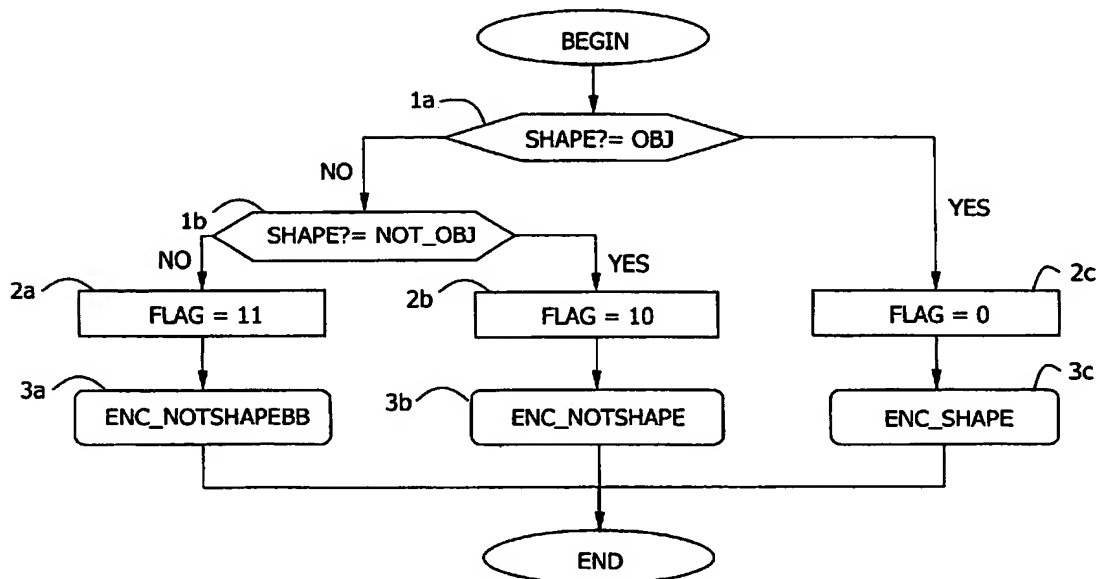 BEGIN
1a
SHAPE?= OBJ
NO
YES
1b
SHAPE?= NOT_OBJ
NO
YES
2a
FLAG = 11
2b
FLAG = 10
2c
FLAG = 0
3a
ENC_NOTSHAPEBB
3b
ENC_NOTSHAPE
3c
ENC_SHAPE
END